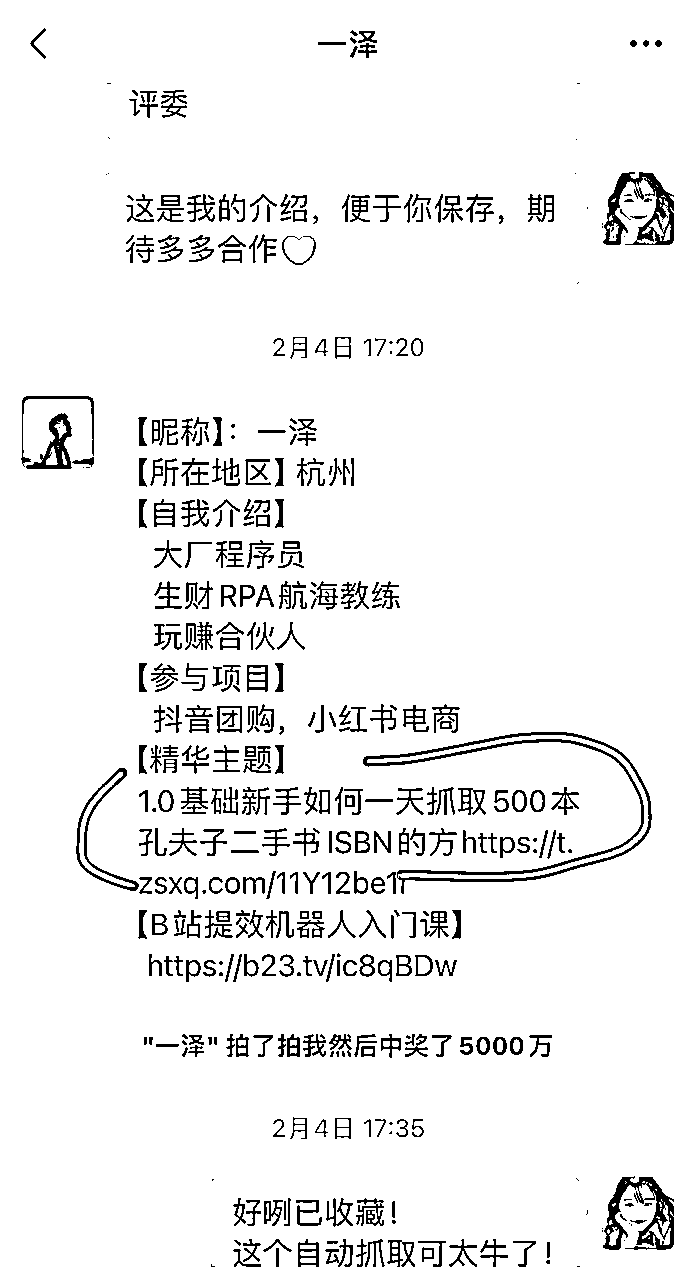 一泽
评委
这是我的介绍，便于你保存，期
待多多合作♡
2月4日 17:20
【昵称】：一泽
【所在地区】杭州
【自我介绍】
大厂程序员
生财RPA航海教练
玩赚合伙人
【参与项目】
抖音团购，小红书电商
【精华主题】
1.0基础新手如何一天抓取500本
孔夫子二手书ISBN的方https://t.
zsxq.com/11Y12be1r
【B站提效机器人入门课】
https://b23.tv/ic8qBDw
"一泽" 拍了拍我然后中奖了5000万
2月4日 17:35
好咧已收藏！
这个自动抓取可太牛了！